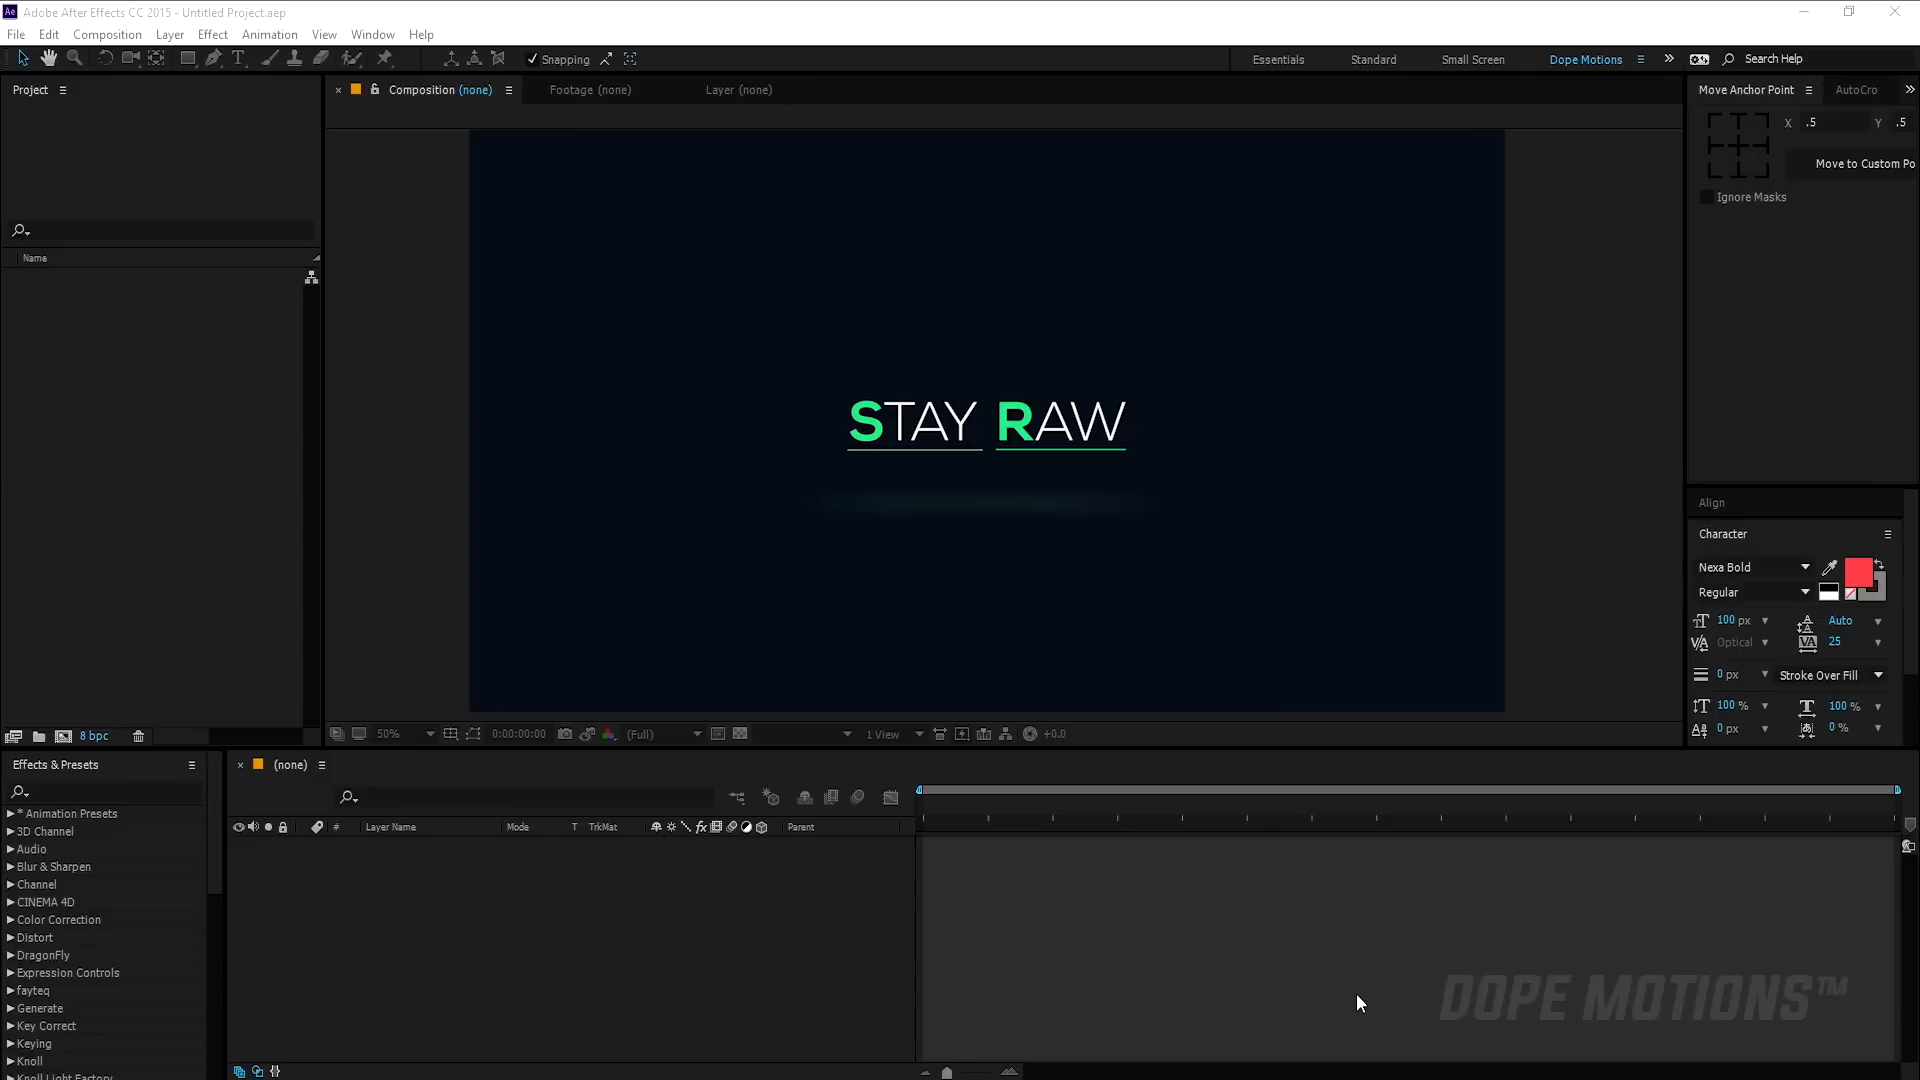 Ae Adobe After Effects CC 2015 - Untitled Project.aep
File Edit Composition Layer Effect Animation View Window Help
T Snapping Essentials Standard Small Screen Dope Motions Search Help
Project Composition (none) Footage (none) Layer (none) Move Anchor Point AutoCro
X .5 Y .5
Move to Custom Po
Ignore Masks
Name
STAY RAW
Align
Character
Nexa Bold
Regular
100 px Auto
Optical 25
0 px Stroke Over Fill
100 % 100 %
0 px 0 %
8 bpc 50% 0:00:00:00 (Full) 1 View +0.0
Effects & Presets (none)
# Layer Name Mode T TrkMat fx Parent
* Animation Presets
3D Channel
Audio
Blur & Sharpen
Channel
CINEMA 4D
Color Correction
Distort
DragonFly
Expression Controls
fayteq
Generate
Key Correct
Keying
Knoll
Knoll Light Factory
DOPE MOTIONS™